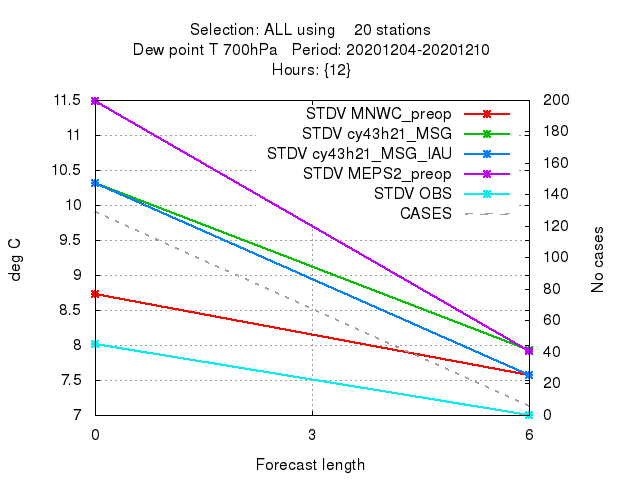 Selection: ALL using    20 stations
Dew point T 700hPa   Period: 20201204-20201210
Hours: {12}
STDV MNWC_preop
STDV cy43h21_MSG
STDV cy43h21_MSG_IAU
STDV MEPS2_preop
STDV OBS
CASES
11.5
11
10.5
10
9.5
9
8.5
8
7.5
7
deg C
200
180
160
140
120
100
80
60
40
20
0
No cases
0 3 6
Forecast length